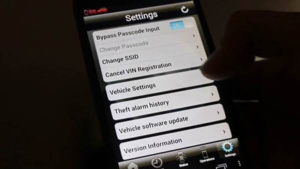 Settings
Bypass Passcode Input
Change Passcode
Change SSID
Cancel VIN Registration
Vehicle Settings
Theft alarm history
Vehicle software update
Version Information
Settings